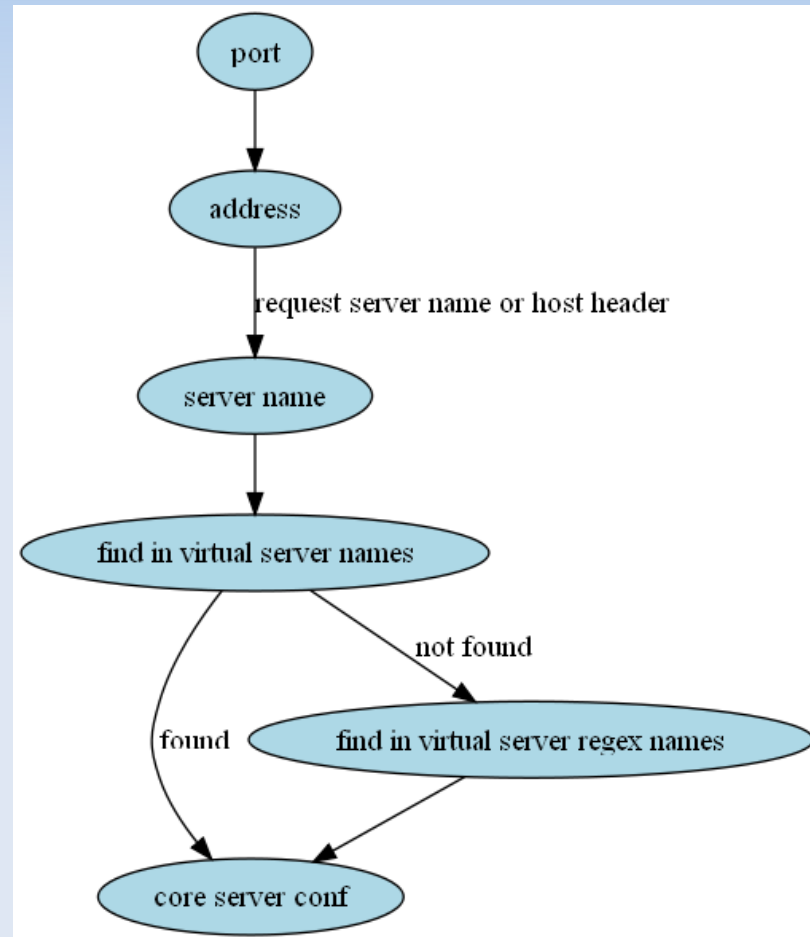 port
address
request server name or host header
server name
find in virtual server names
not found
found
find in virtual server regex names
core server conf